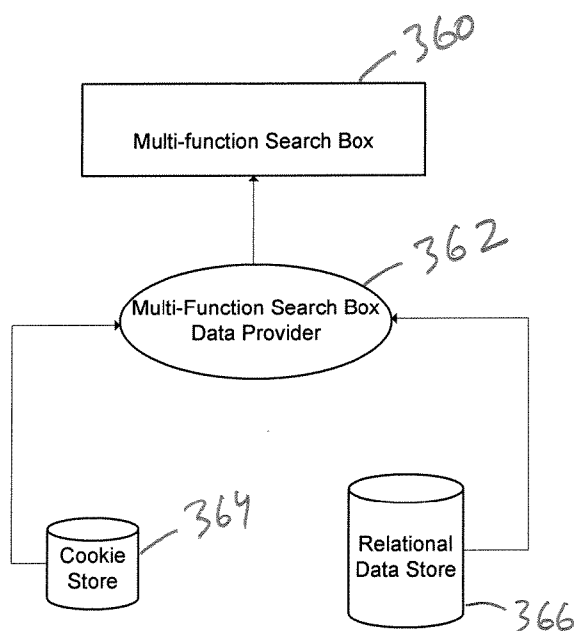 360
Multi-function Search Box
362
Multi-Function Search Box
Data Provider
364
Cookie
Store
Relational
Data Store
366